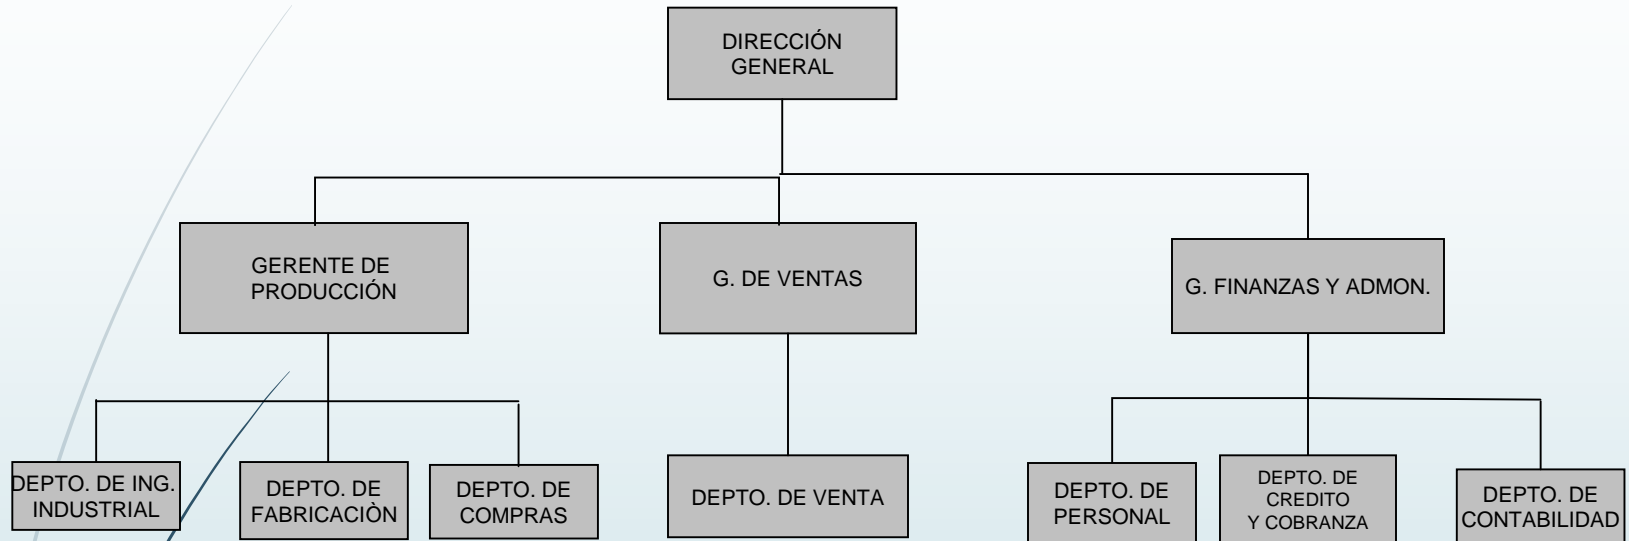 DIRECCIÓN
GENERAL
GERENTE DE
PRODUCCIÓN
G. DE VENTAS
G. FINANZAS Y ADMON.
DEPTO. DE ING.
INDUSTRIAL
DEPTO. DE
FABRICACIÒN
DEPTO. DE
COMPRAS
DEPTO. DE VENTA
DEPTO. DE
PERSONAL
DEPTO. DE
CREDITO
Y COBRANZA
DEPTO. DE
CONTABILIDAD